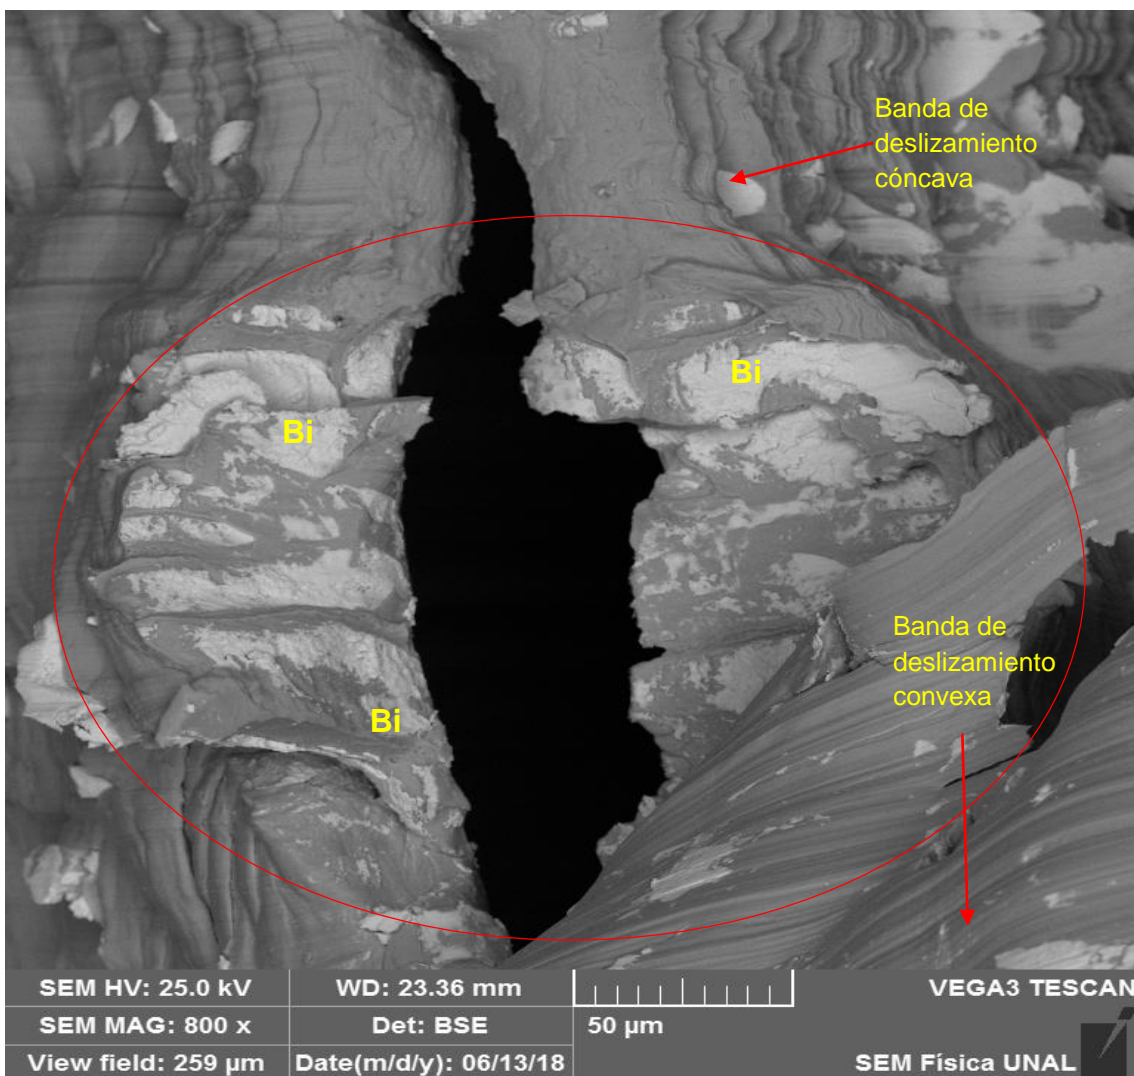 Banda de
deslizamiento
cóncava
Bi
Bi
Banda de
deslizamiento
convexa
Bi
SEM HV: 25.0 kV
WD: 23.36 mm
VEGA3 TESCAN
SEM MAG: 800 x
Det: BSE
50 µm
View field: 259 µm
Date(m/d/y): 06/13/18
SEM Física UNAL